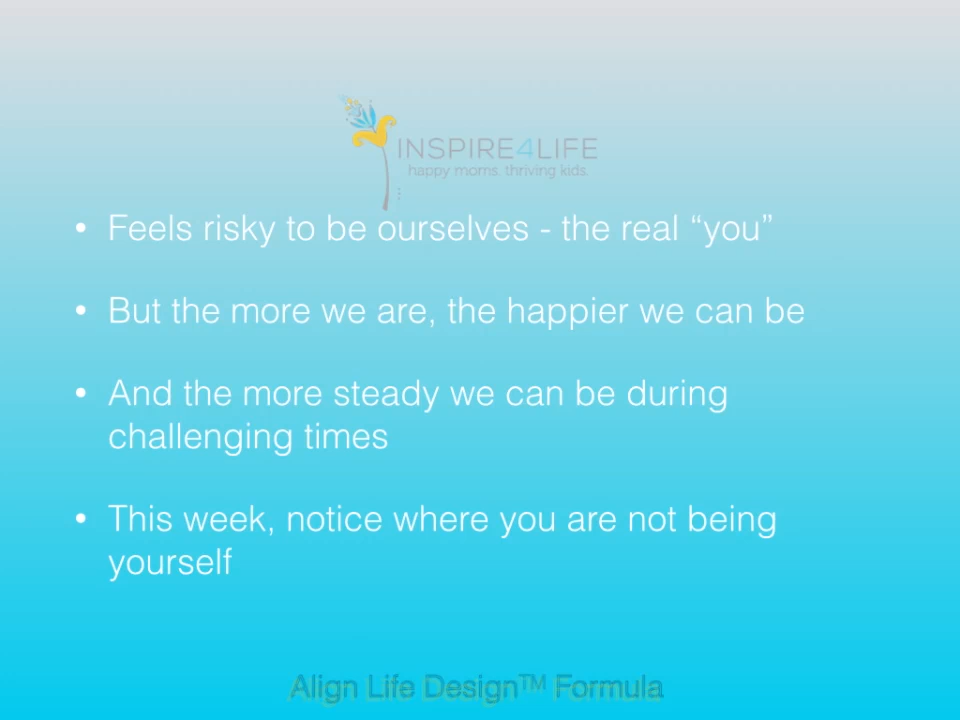 INSPIRE4LIFE
happy moms. thriving kids.
• Feels risky to be ourselves - the real “you”
• But the more we are, the happier we can be
• And the more steady we can be during
challenging times
• This week, notice where you are not being
yourself
Align Life Design™ Formula